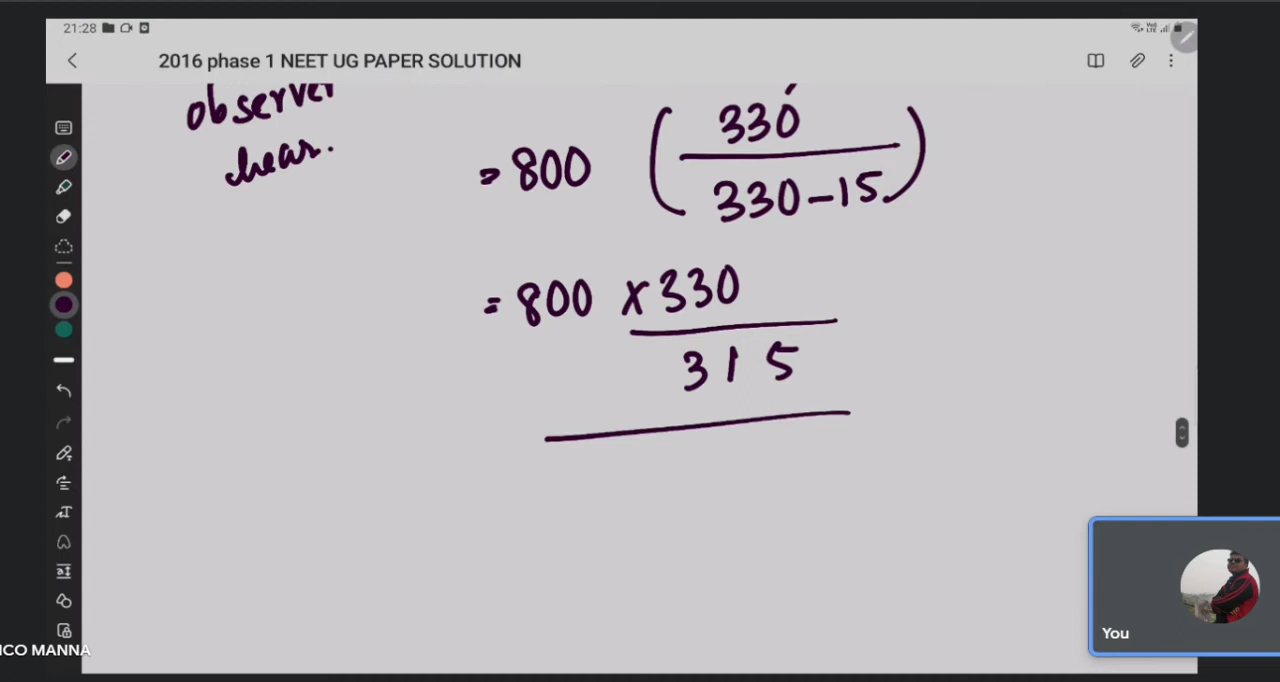 21:28
2016 phase 1 NEET UG PAPER SOLUTION
observer
hear.
= 800 ( 330 / 330 - 15 )
= 800 x 330
315
You
ICO MANNA